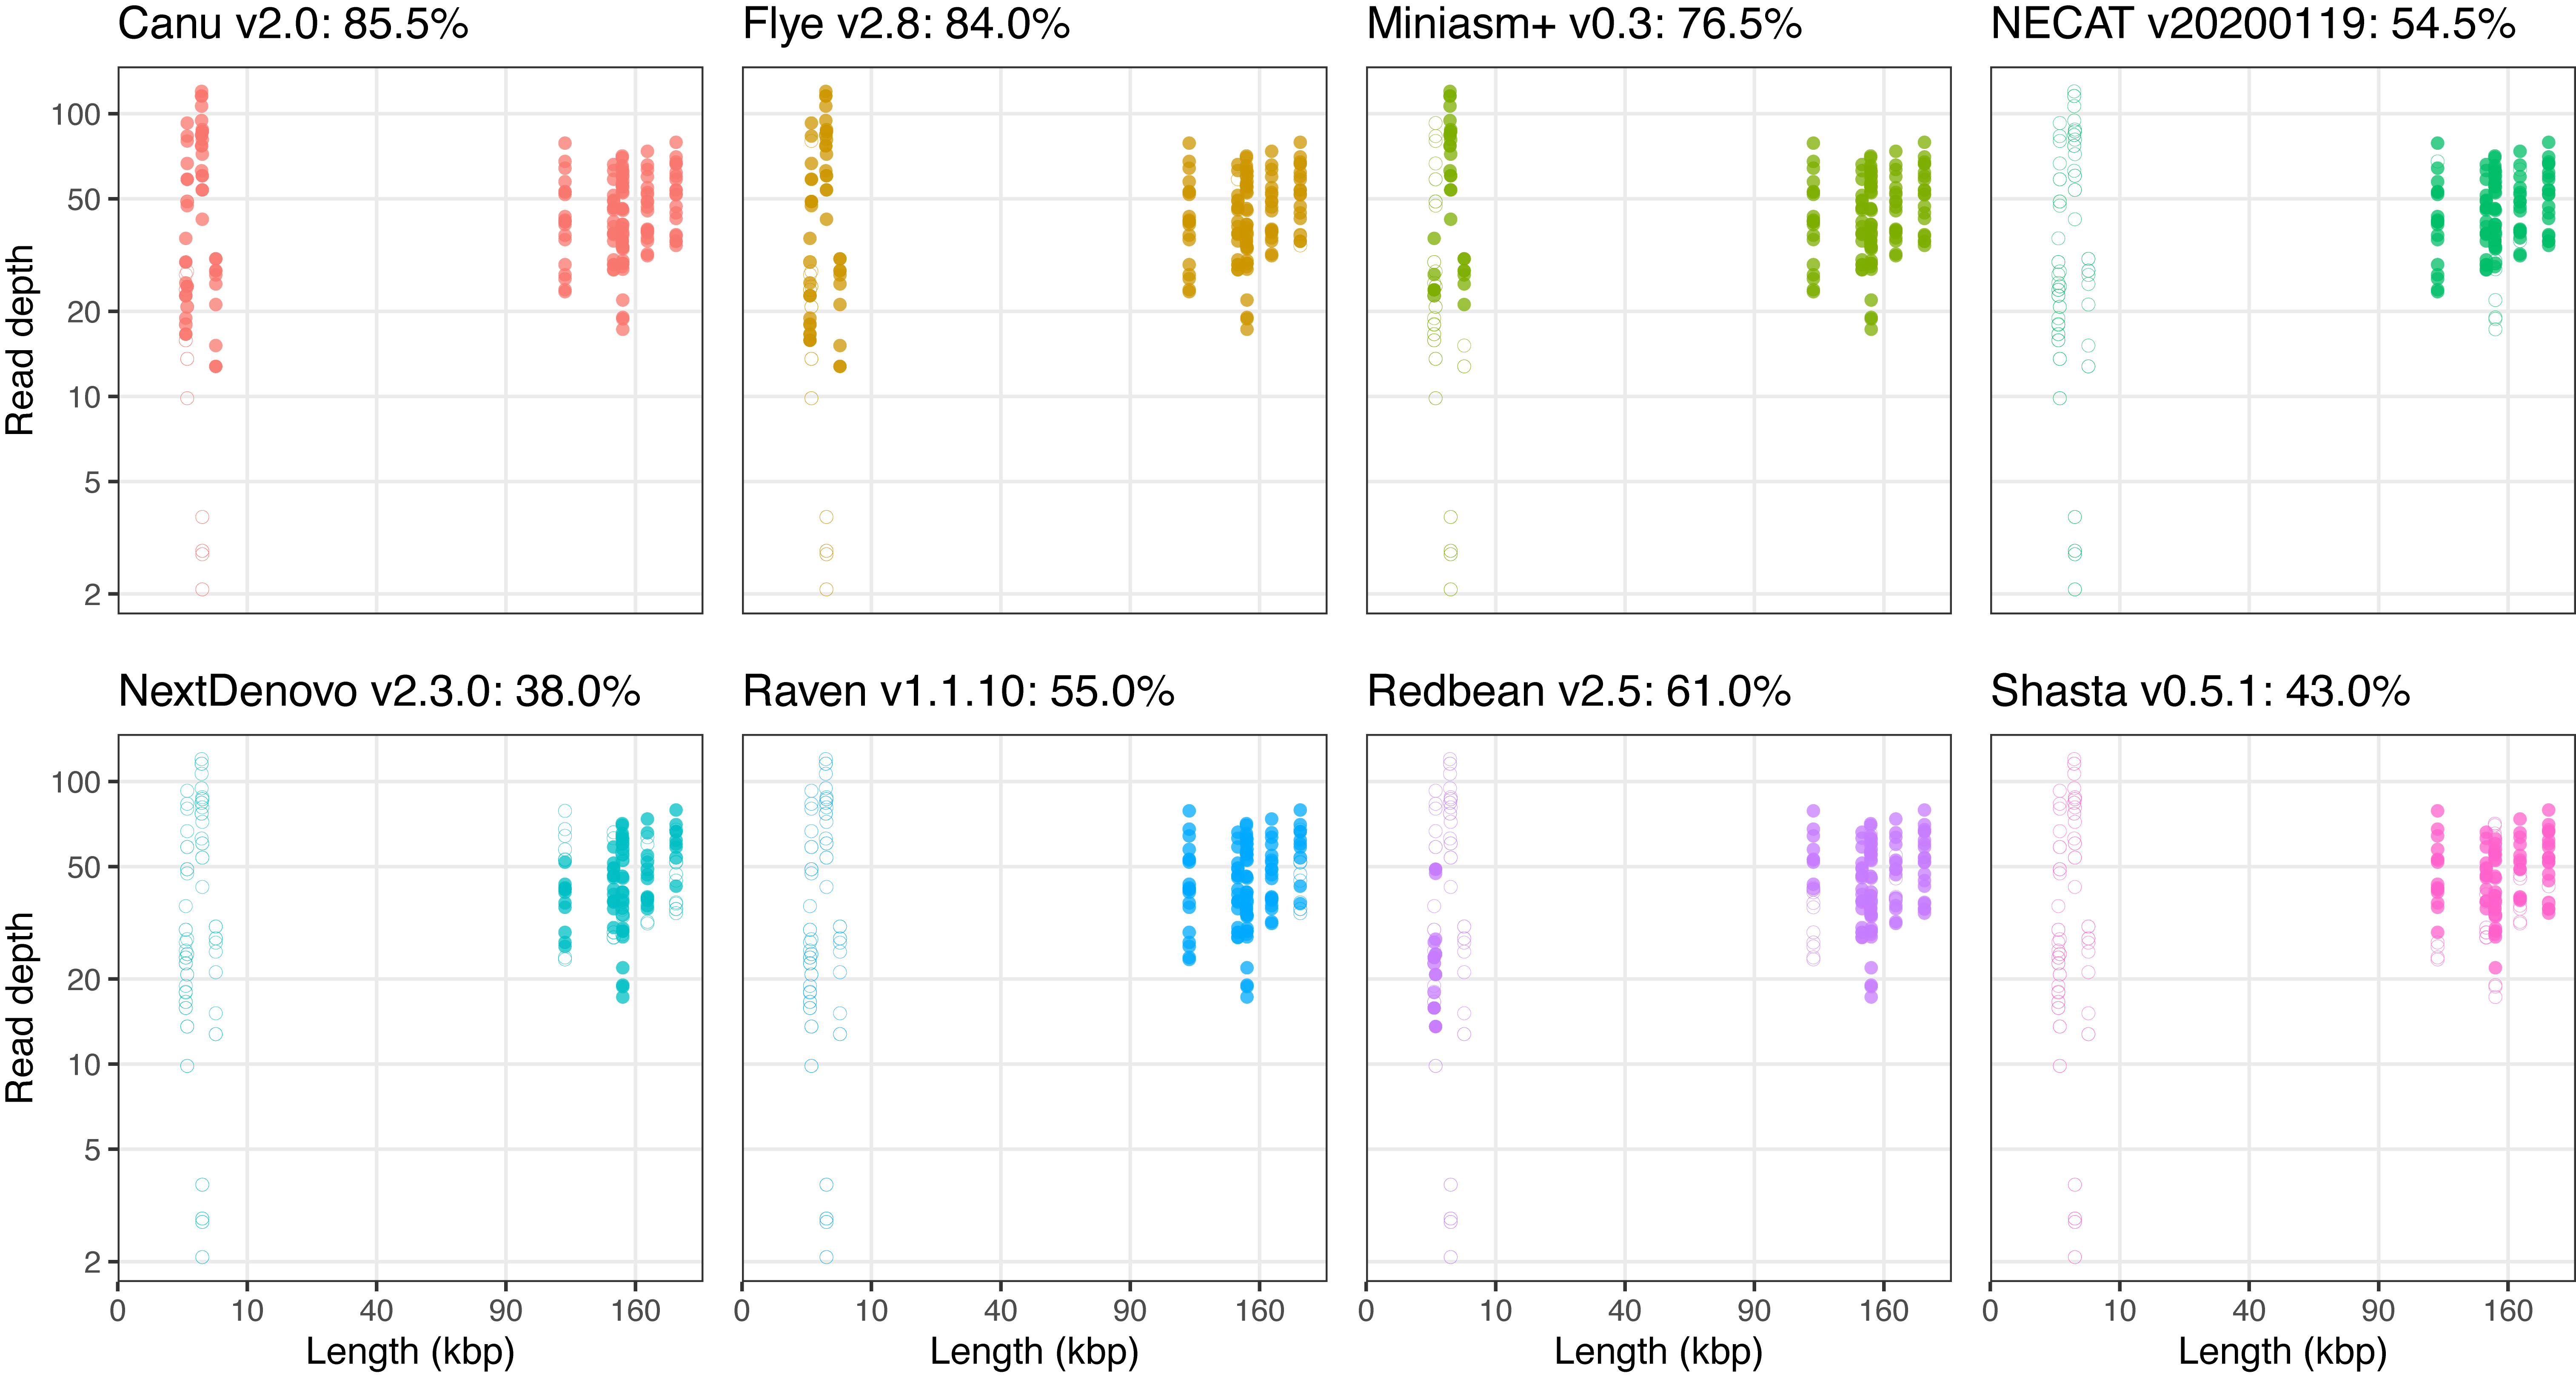 Canu v2.0: 85.5%
Flye v2.8: 84.0%
Miniasm+ v0.3: 76.5%
NECAT v20200119: 54.5%
Read depth
100
50
20
10
5
2
NextDenovo v2.3.0: 38.0%
Raven v1.1.10: 55.0%
Redbean v2.5: 61.0%
Shasta v0.5.1: 43.0%
Read depth
100
50
20
10
5
2
0 10 40 90 160
0 10 40 90 160
0 10 40 90 160
0 10 40 90 160
Length (kbp)
Length (kbp)
Length (kbp)
Length (kbp)